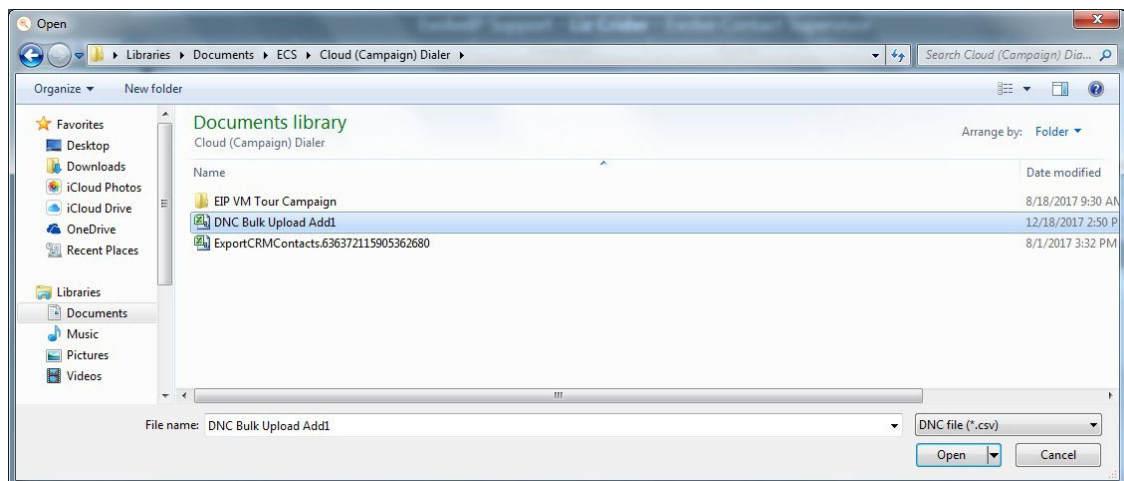 Open
Libraries Documents ECS Cloud (Campaign) Dialer
Search Cloud (Campaign) Dia...
Organize New folder
Favorites
Desktop
Downloads
iCloud Photos
iCloud Drive
OneDrive
Recent Places
Libraries
Documents
Music
Pictures
Videos
Documents library
Cloud (Campaign) Dialer
Arrange by: Folder
Name Date modified
EIP VM Tour Campaign 8/18/2017 9:30 AM
DNC Bulk Upload Add1 12/18/2017 2:50 P
ExportCRMContacts.636372115905362680 8/1/2017 3:32 PM
File name: DNC Bulk Upload Add1 DNC file (*.csv)
Open Cancel